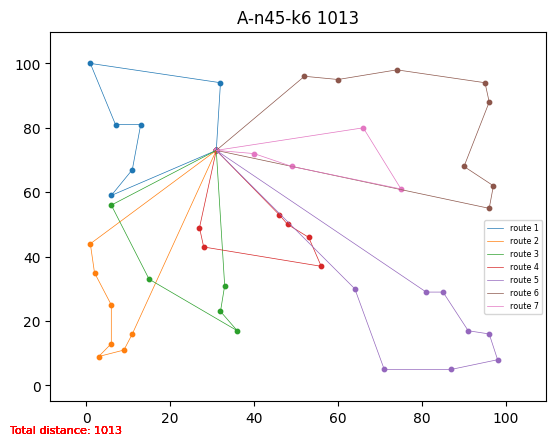 A-n45-k6 1013
100
80
60
40
20
0
0 20 40 60 80 100
route 1
route 2
route 3
route 4
route 5
route 6
route 7
Total distance: 1013